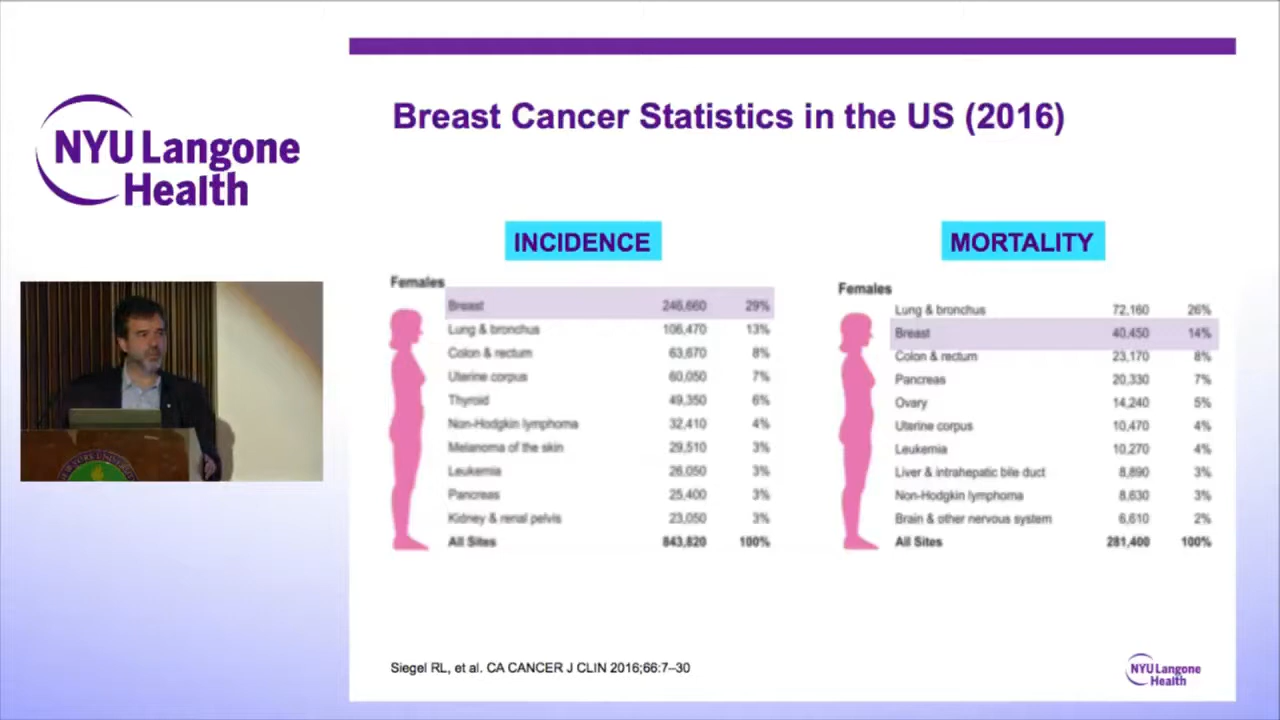 NYU Langone
Health
Breast Cancer Statistics in the US (2016)
INCIDENCE
Females
Breast 246,660 29%
Lung & bronchus 106,470 13%
Colon & rectum 63,670 8%
Uterine corpus 60,050 7%
Thyroid 49,350 6%
Non-Hodgkin lymphoma 32,410 4%
Melanoma of the skin 29,510 3%
Leukemia 26,050 3%
Pancreas 25,400 3%
Kidney & renal pelvis 23,050 3%
All Sites 843,820 100%
MORTALITY
Females
Lung & bronchus 72,160 26%
Breast 40,450 14%
Colon & rectum 23,170 8%
Pancreas 20,330 7%
Ovary 14,240 5%
Uterine corpus 10,470 4%
Leukemia 10,270 4%
Liver & intrahepatic bile duct 8,890 3%
Non-Hodgkin lymphoma 8,630 3%
Brain & other nervous system 6,610 2%
All Sites 281,400 100%
Siegel RL, et al. CA CANCER J CLIN 2016;66:7–30
NYU Langone
Health